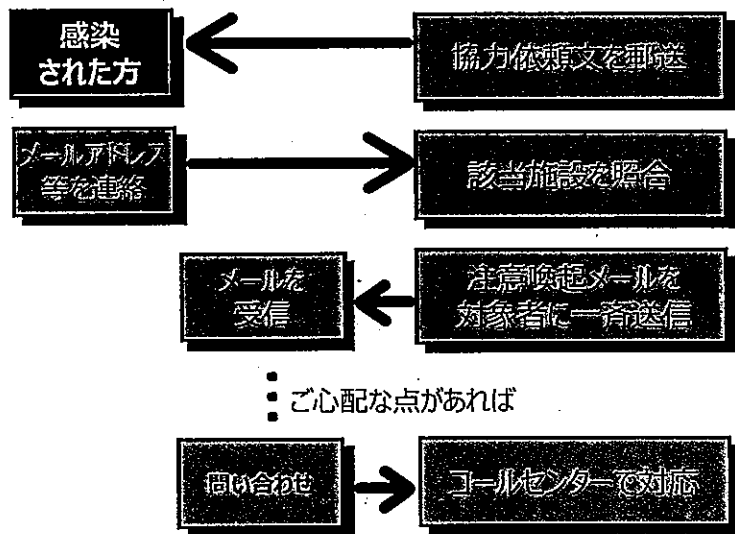 感染
された方
協力依頼文を郵送
メールアドレス
等を連絡
該当施設を照合
メールを
受信
注意喚起メールを
対象者に一斉送信
ご心配な点があれば
問い合わせ
コールセンターで対応